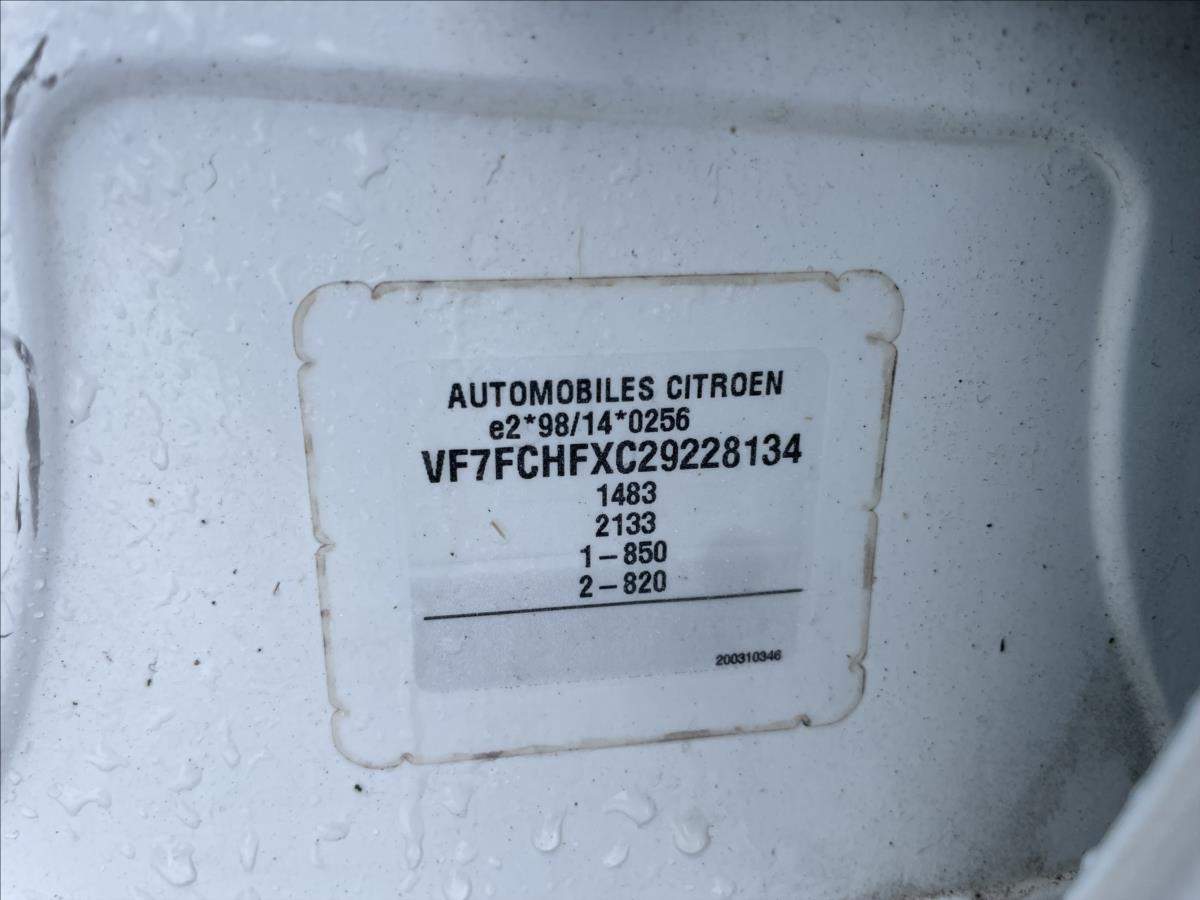 AUTOMOBILES CITROEN
e2*98/14*0256
VF7FCHFXC29228134
1483
2133
1–850
2–820
200310346